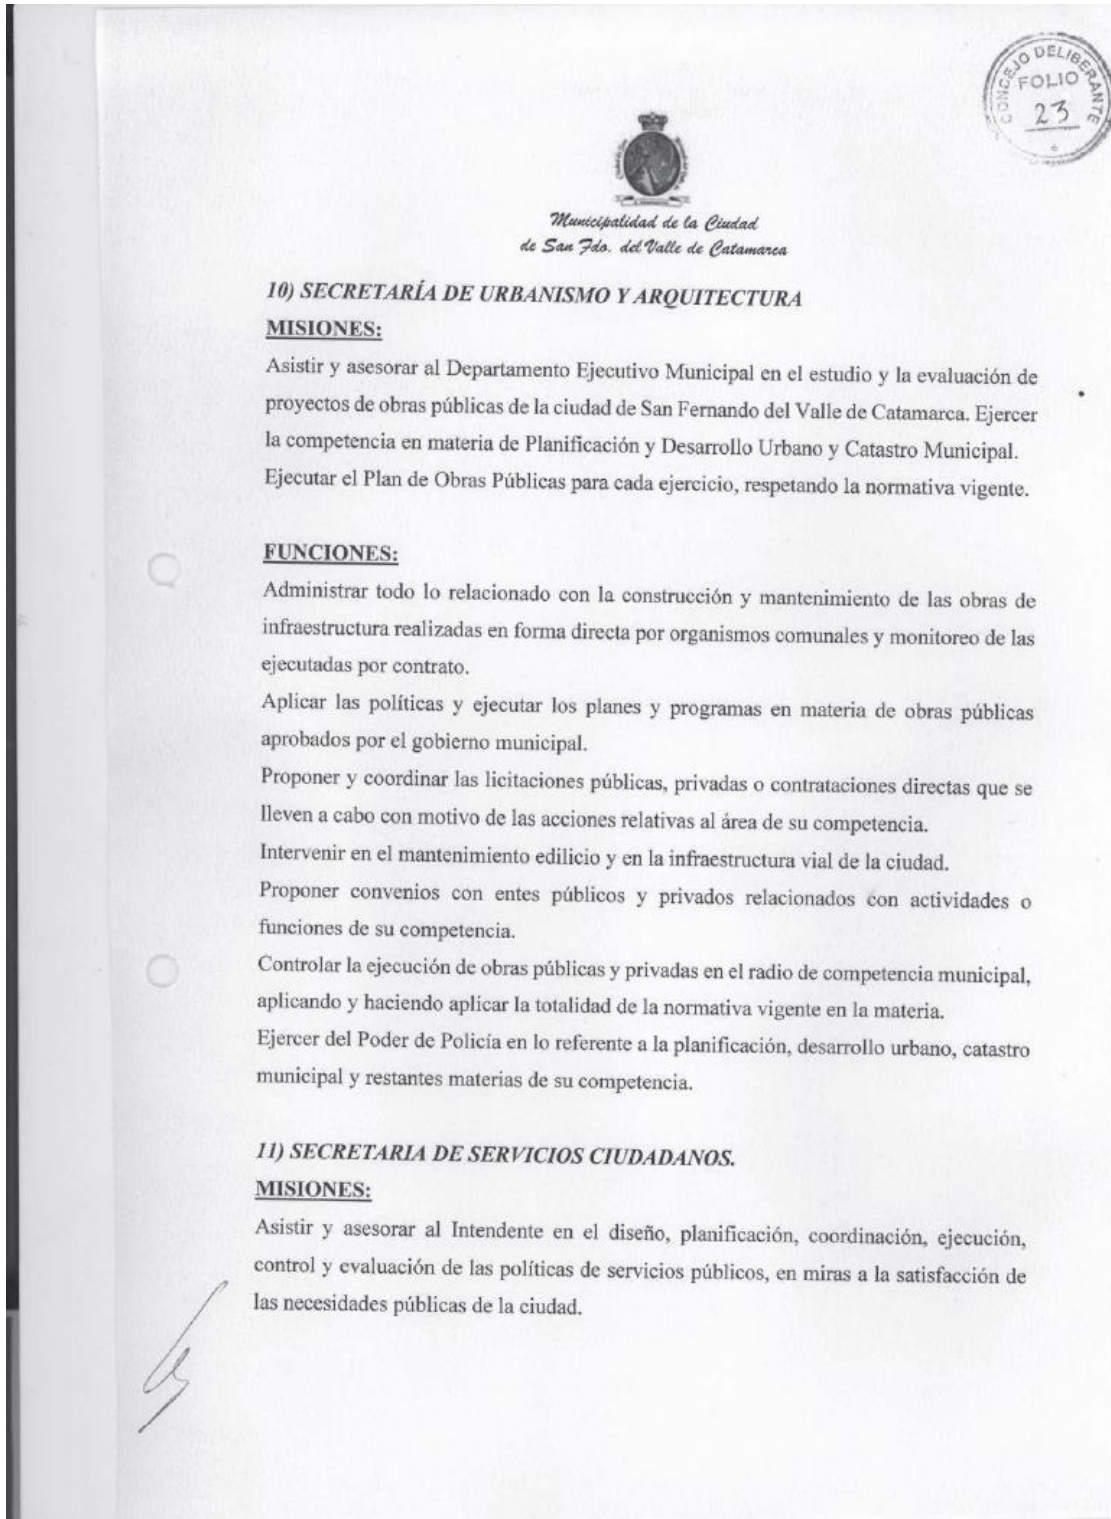 CONCEJO DELIBERANTE
FOLIO
23
Municipalidad de la Ciudad
de San Fdo. del Valle de Catamarca
10) SECRETARÍA DE URBANISMO Y ARQUITECTURA
MISIONES:
Asistir y asesorar al Departamento Ejecutivo Municipal en el estudio y la evaluación de
proyectos de obras públicas de la ciudad de San Fernando del Valle de Catamarca. Ejercer
la competencia en materia de Planificación y Desarrollo Urbano y Catastro Municipal.
Ejecutar el Plan de Obras Públicas para cada ejercicio, respetando la normativa vigente.
FUNCIONES:
Administrar todo lo relacionado con la construcción y mantenimiento de las obras de
infraestructura realizadas en forma directa por organismos comunales y monitoreo de las
ejecutadas por contrato.
Aplicar las políticas y ejecutar los planes y programas en materia de obras públicas
aprobados por el gobierno municipal.
Proponer y coordinar las licitaciones públicas, privadas o contrataciones directas que se
lleven a cabo con motivo de las acciones relativas al área de su competencia.
Intervenir en el mantenimiento edilicio y en la infraestructura vial de la ciudad.
Proponer convenios con entes públicos y privados relacionados con actividades o
funciones de su competencia.
Controlar la ejecución de obras públicas y privadas en el radio de competencia municipal,
aplicando y haciendo aplicar la totalidad de la normativa vigente en la materia.
Ejercer del Poder de Policía en lo referente a la planificación, desarrollo urbano, catastro
municipal y restantes materias de su competencia.
11) SECRETARIA DE SERVICIOS CIUDADANOS.
MISIONES:
Asistir y asesorar al Intendente en el diseño, planificación, coordinación, ejecución,
control y evaluación de las políticas de servicios públicos, en miras a la satisfacción de
las necesidades públicas de la ciudad.